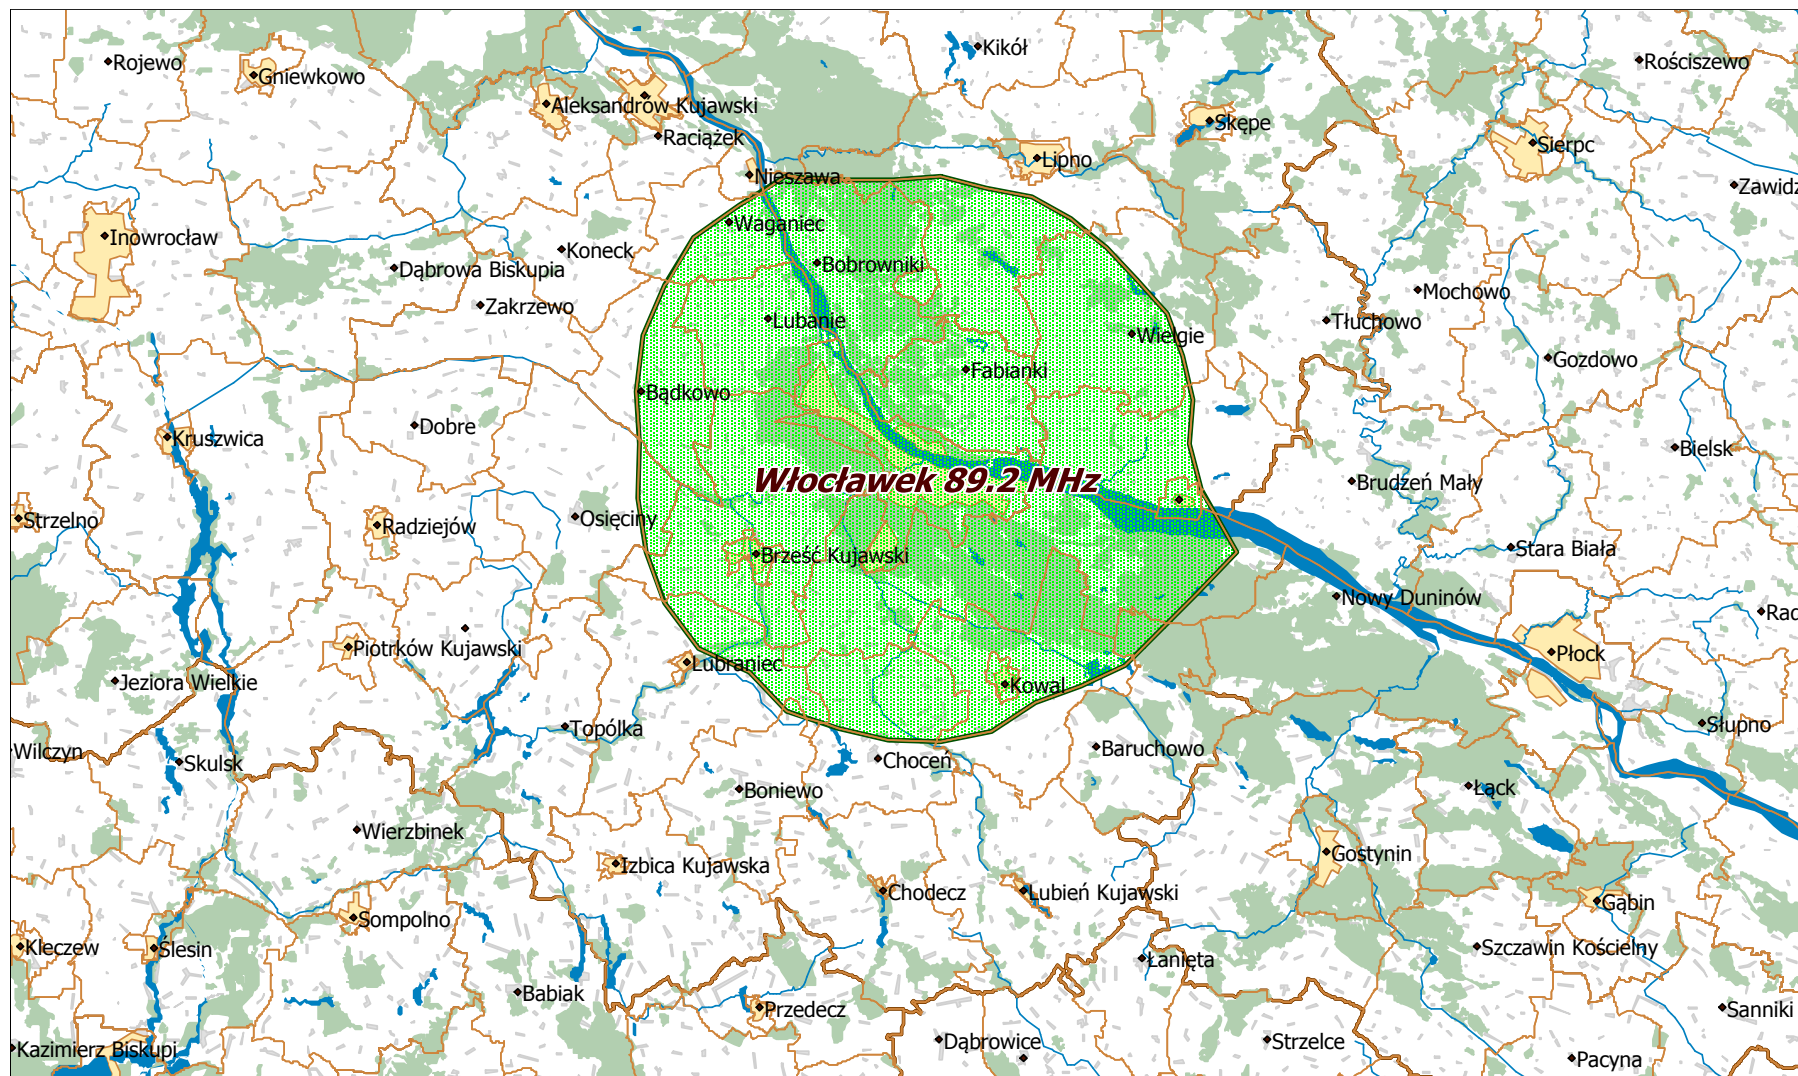 Kikół
Rojewo
Rościszewo
Gniewkowo
Aleksandrów Kujawski
Skępe
Raciążek
Sierpc
Lipno
Nieszawa
Zawidz
Waganiec
Inowrocław
Koneck
Bobrowniki
Dąbrowa Biskupia
Mochowo
Zakrzewo
Lubanie
Tłuchowo
Wielgie
Gozdowo
Fabianki
Bądkowo
Dobre
Kruszwica
Bielsk
Włocławek 89.2 MHz
Brudzeń Mały
Strzelno
Osięciny
Radziejów
Stara Biała
Brześć Kujawski
Nowy Duninów
Rad
Piotrków Kujawski
Płock
Lubraniec
Jeziora Wielkie
Kowal
Słupno
Topólka
Baruchowo
Wilczyn
Skulsk
Choceń
Boniewo
Łąck
Wierzbinek
Gostynin
Izbica Kujawska
Chodecz
Lubień Kujawski
Gąbin
Sompolno
Kleczew
Ślesin
Szczawin Kościelny
Łanięta
Babiak
Przedecz
Sanniki
Dąbrowice
Strzelce
Kazimierz Biskupi
Pacyna